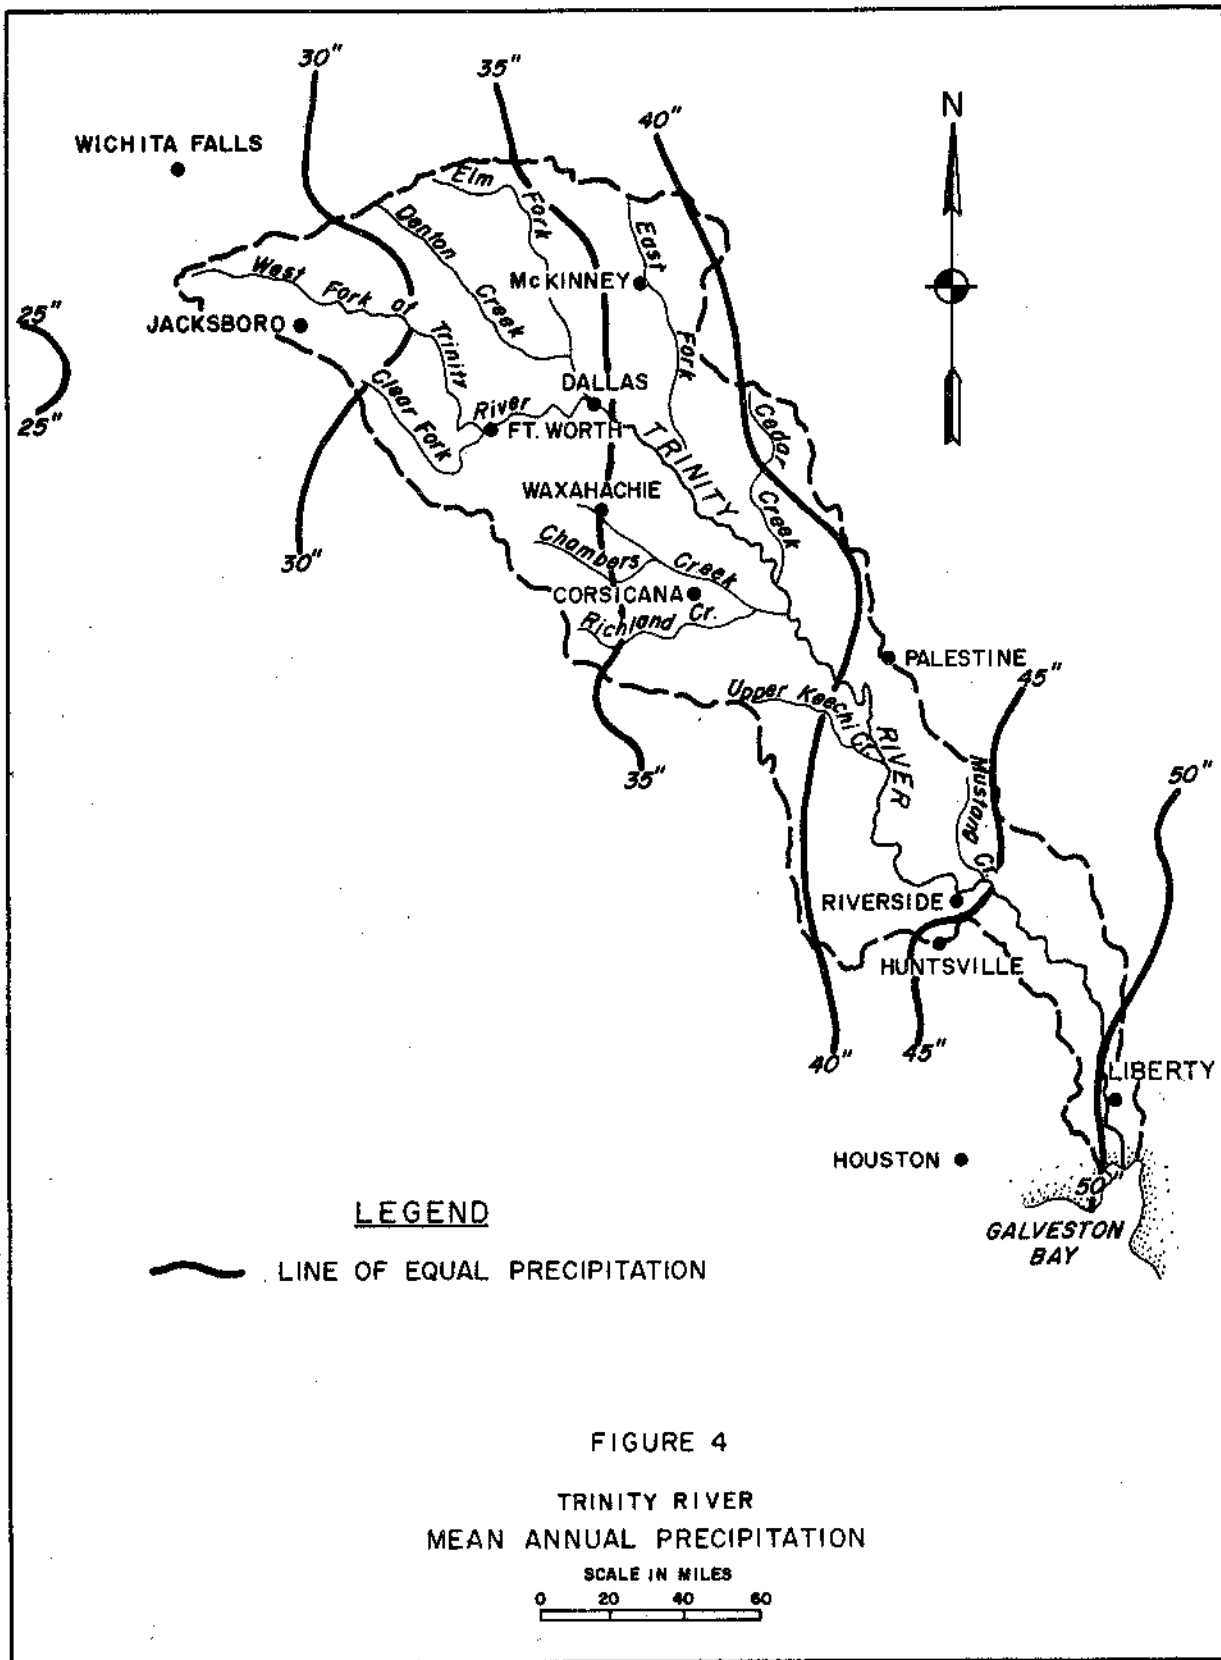 30"
35"
40"
N
WICHITA FALLS
Elm
Fork
Denton
Creek
East
Fork
McKINNEY
West
Fork
of
Trinity
River
25"
JACKSBORO
25"
Clear Fork
DALLAS
FT. WORTH
TRINITY
Cedar
Creek
WAXAHACHIE
Chambers
Creek
30"
CORSICANA
Richland Cr.
PALESTINE
45"
Upper Keechi Cr.
RIVER
35"
Mustang Cr.
50"
RIVERSIDE
HUNTSVILLE
40"
45"
LIBERTY
HOUSTON
50"
GALVESTON
BAY
LEGEND
LINE OF EQUAL PRECIPITATION
FIGURE 4
TRINITY RIVER
MEAN ANNUAL PRECIPITATION
SCALE IN MILES
0 20 40 60